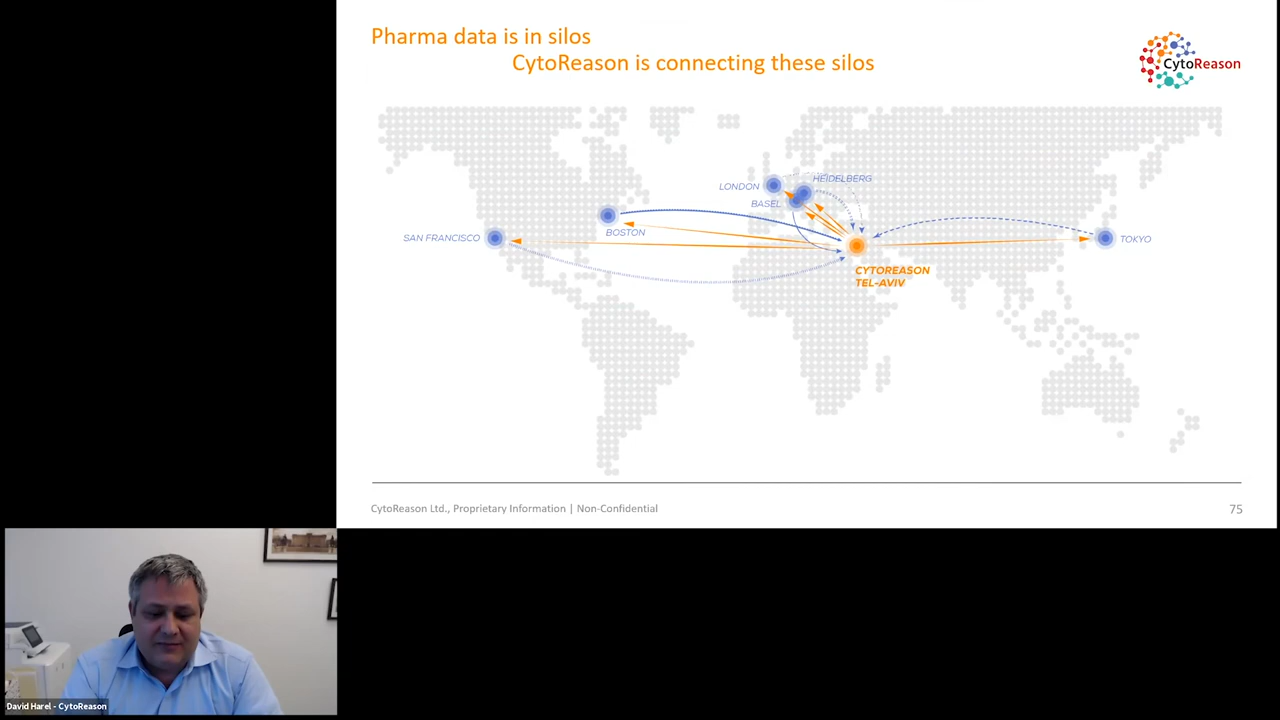 Pharma data is in silos
CytoReason is connecting these silos
CytoReason
LONDON
HEIDELBERG
BASEL
BOSTON
SAN FRANCISCO
TOKYO
CYTOREASON
TEL-AVIV
CytoReason Ltd., Proprietary Information | Non-Confidential
75
David Harel - CytoReason